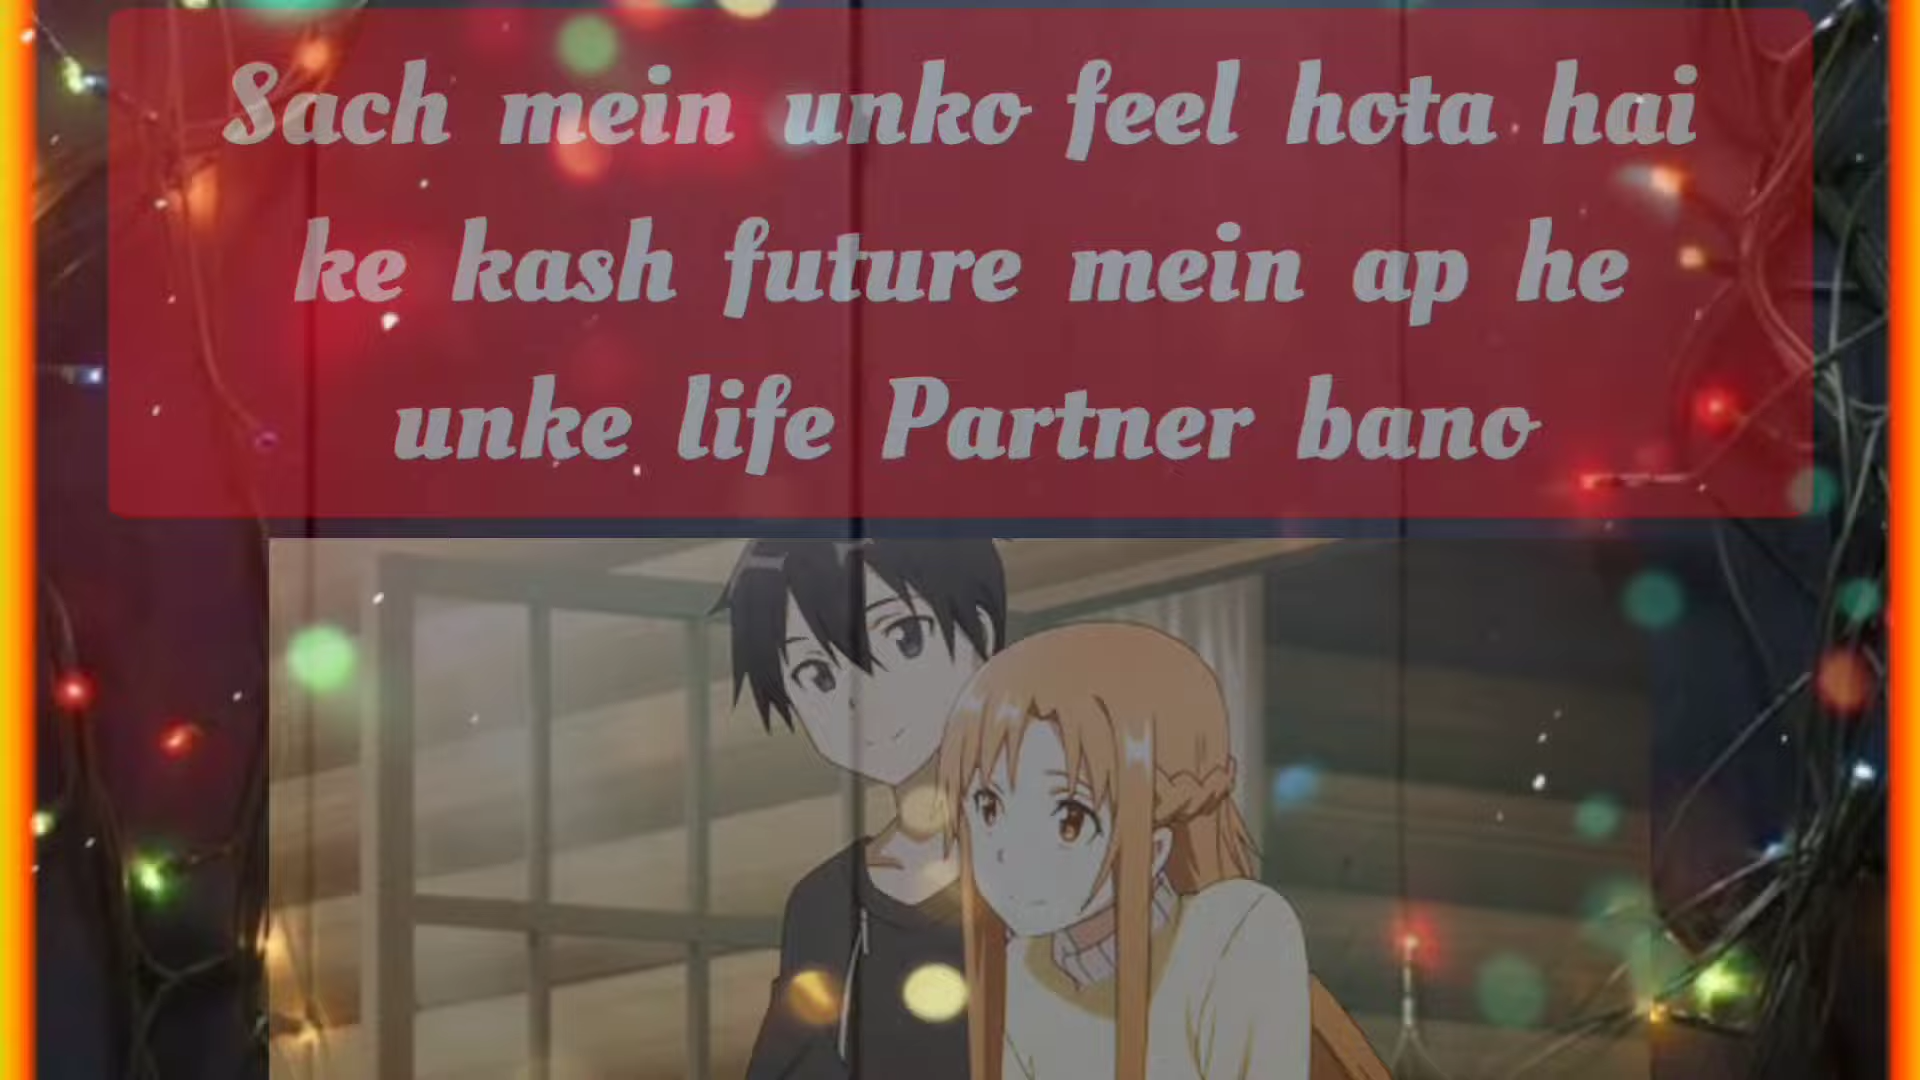 Sach mein unko feel hota hai
ke kash future mein ap he
unke life Partner bano